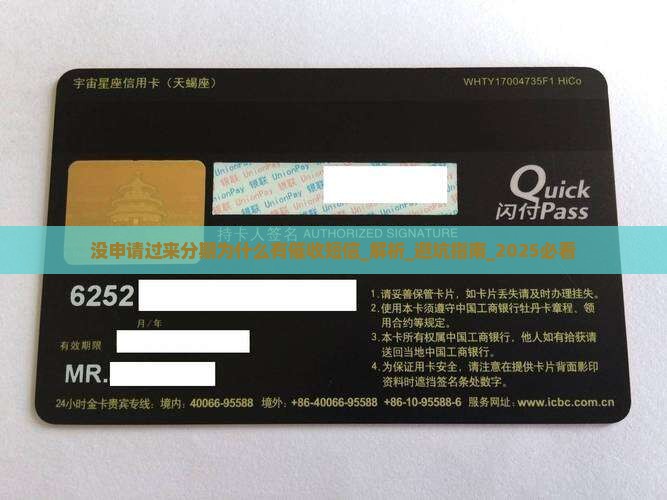 宇宙星座信用卡（天蝎座）
WHTY17004735F1 HiCo
UnionPay 银联 UnionPay 银联 UnionPay
Quick
闪付Pass
持卡人签名 AUTHORIZED SIGNATURE
没申请过来分期为什么有催收短信_解析_避坑指南_2025必看
6252
月/年
有效期限
MR.
1.请妥善保管卡片，如卡片丢失请及时办理挂失。
2.使用本卡须遵守中国工商银行牡丹卡章程、领
用合约等规定。
3.本卡所有权属中国工商银行，他人如有拾获请
送回当地中国工商银行。
4.为保证用卡安全，请注意在提供卡片背面影印
资料时遮挡签名条处数字。
24小时金卡贵宾专线：境内：40066-95588 境外：+86-40066-95588 +86-10-95588-6 服务网址：www.icbc.com.cn